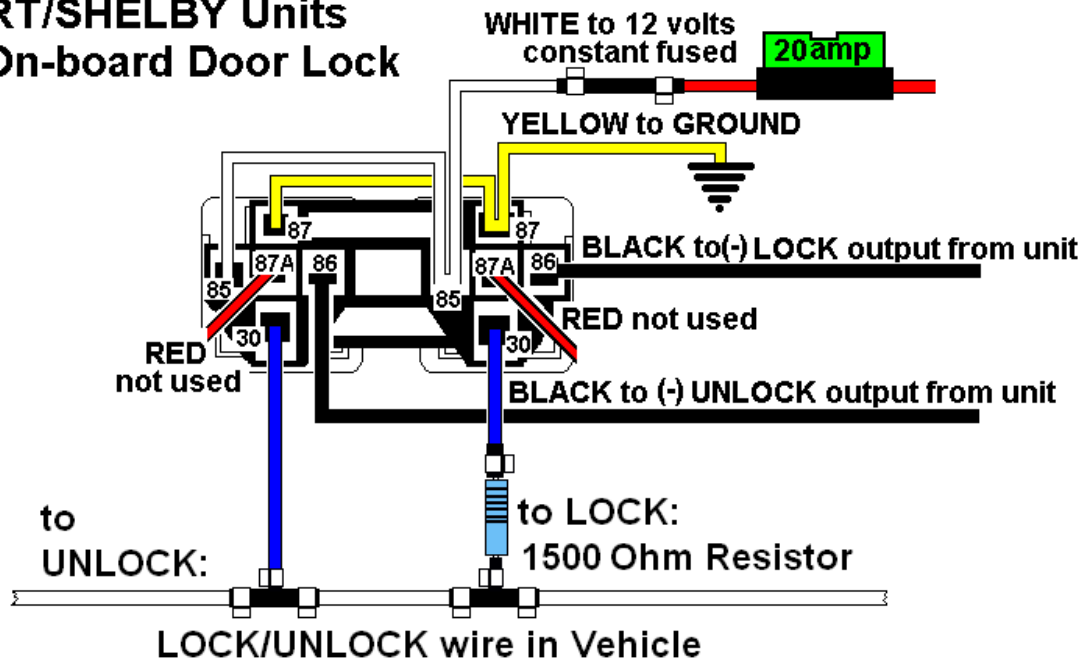 RT/SHELBY Units
On-board Door Lock
WHITE to 12 volts
constant fused
20amp
YELLOW to GROUND
87
87
BLACK to(-) LOCK output from unit
87A
86
87A
86
85
85
RED not used
30
30
RED
not used
BLACK to (-) UNLOCK output from unit
to
UNLOCK:
to LOCK:
1500 Ohm Resistor
LOCK/UNLOCK wire in Vehicle